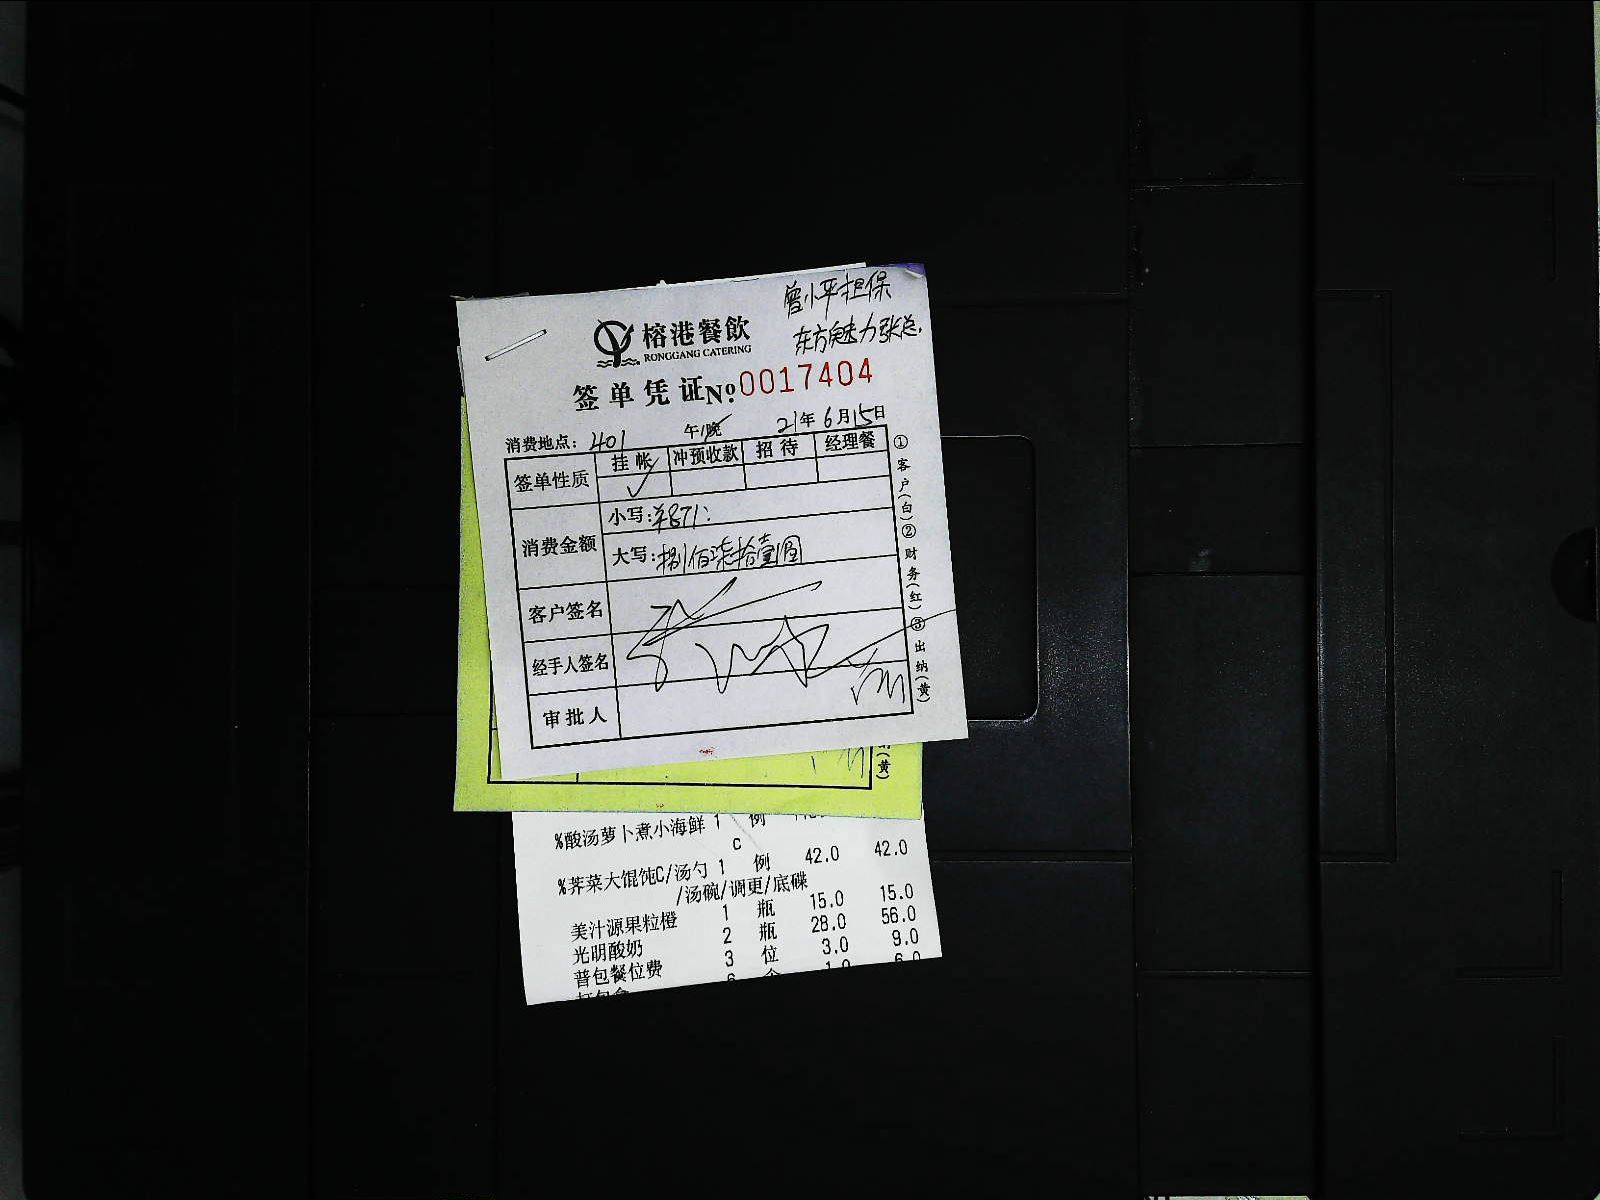 曾小平担保
东方魅力张总.
榕港餐飲
RONGGANG CATERING
签单凭证 №0017404
消费地点: 401 午/晚 21年6月15日
签单性质 挂帐 冲预收款 招待 经理餐
✓
消费金额 小写:¥871:
大写:捌佰柒拾壹圆
客户签名
经手人签名
审批人
①客户(白)②财务(红)③出纳(黄)
(黄)
%酸汤萝卜煮小海鲜 1 例
C
%荠菜大馄饨C/汤勺 1 例 42.0 42.0
/汤碗/调更/底碟
美汁源果粒橙 1 瓶 15.0 15.0
光明酸奶 2 瓶 28.0 56.0
普包餐位费 3 位 3.0 9.0
6 1.0 6.0